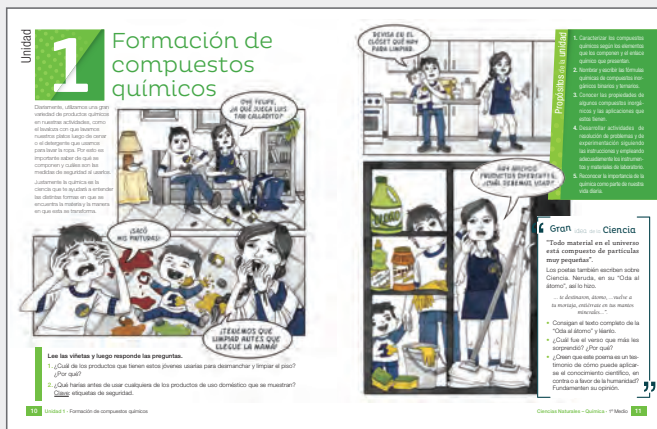 Unidad
1
Formación de
compuestos
químicos
Diariamente, utilizamos una gran
variedad de productos químicos
en nuestras actividades, como
el lavaloza con que lavamos
nuestros platos luego de cenar
o el detergente que usamos
para lavar la ropa. Por esto es
importante saber de qué se
componen y cuáles son las
medidas de seguridad al usarlos.
Justamente la química es la
ciencia que te ayudará a entender
las distintas formas en que se
encuentra la materia y la manera
en que esta se transforma.
OYE FELIPE,
¿A QUÉ JUEGA LUIS
TAN CALLADITO?
¡SACÓ
MIS PINTURAS!
¡TENEMOS QUE
LIMPIAR ANTES QUE
LLEGUE LA MAMÁ!
Lee las viñetas y luego responde las preguntas.
1. ¿Cuál de los productos que tienen estos jóvenes usarías para desmanchar y limpiar el piso?
¿Por qué?
2. ¿Qué harías antes de usar cualquiera de los productos de uso doméstico que se muestran?
Clave: etiquetas de seguridad.
10 Unidad 1 - Formación de compuestos químicos
REVISA EN EL
CLÓSET QUÉ HAY
PARA LIMPIAR.
HAY MUCHOS
PRODUCTOS DIFERENTES,
¿CUÁL DEBEMOS USAR?
Propósitos de la unidad
1. Caracterizar los compuestos
químicos según los elementos
que los componen y el enlace
químico que presentan.
2. Nombrar y escribir las fórmulas
químicas de compuestos inor-
gánicos binarios y ternarios.
3. Conocer las propiedades de
algunos compuestos inorgá-
nicos y las aplicaciones que
estos tienen.
4. Desarrollar actividades de
resolución de problemas y de
experimentación siguiendo
las instrucciones y empleando
adecuadamente los instrumen-
tos y materiales de laboratorio.
5. Reconocer la importancia de la
química como parte de nuestra
vida diaria.
Gran idea de la Ciencia
"Todo material en el universo
está compuesto de partículas
muy pequeñas".
Los poetas también escriben sobre
Ciencia. Neruda, en su "Oda al
átomo", así lo hizo.
... te destinaron, átomo, ...vuelve a
tu mortaja, entiérrate en tus mantos
minerales...".
• Consigan el texto completo de la
"Oda al átomo" y léanlo.
• ¿Cuál fue el verso que más les
sorprendió? ¿Por qué?
• ¿Creen que este poema es un tes-
timonio de cómo puede aplicar-
se el conocimiento científico, en
contra o a favor de la humanidad?
Fundamenten su opinión.
Ciencias Naturales - Química - 1º Medio 11